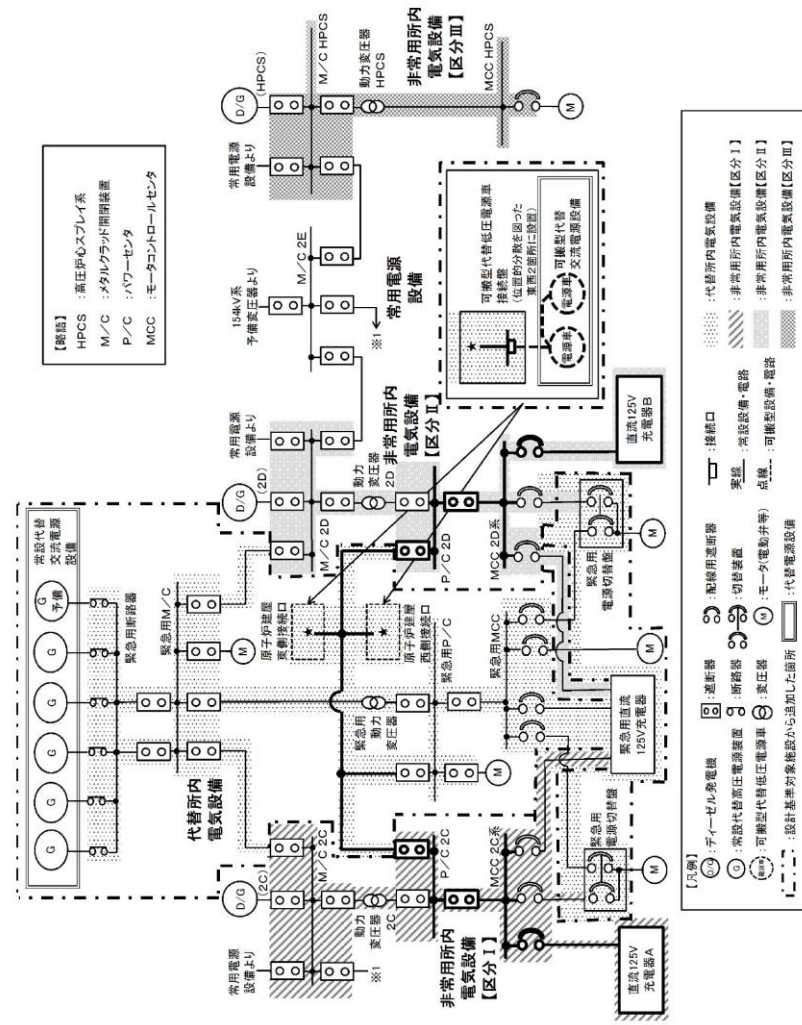 【略語】
HPCS ：高圧炉心スプレイ系
M／C ：メタルクラッド開閉装置
P／C ：パワーセンタ
MCC ：モータコントロールセンタ
常設代替
交流電源
設備
G
G
G
G
G
G
予備
緊急用断路器
緊急用M／C
M
代替所内
電気設備
常用電源
設備より
D/G
(2C)
M／C 2C
※1
動力
変圧器
2C
非常用所内
電気設備
【区分Ⅰ】
P／C 2C
MCC 2C系
直流125V
充電器A
緊急用
電源切替盤
M
緊急用
動力
変圧器
緊急用P／C
M
緊急用MCC
M
緊急用直流
125V充電器
原子炉建屋
東側接続口
原子炉建屋
西側接続口
D/G
(2D)
常用電源
設備より
M／C 2D
動力
変圧器
2D
非常用所内
電気設備
【区分Ⅱ】
P／C 2D
MCC 2D系
緊急用
電源切替盤
M
直流125V
充電器B
154kV系
予備変圧器より
M／C 2E
※1
常用電源
設備
可搬型代替低圧電源車
接続盤
(位置的分散を図った
東西2箇所に設置)
電源車
電源車
可搬型代替
交流電源設備
常用電源
設備より
D/G
(HPCS)
M／C HPCS
動力変圧器
HPCS
非常用所内
電気設備
【区分Ⅲ】
MCC HPCS
M
【凡例】
D/G ：ディーゼル発電機
G ：常設代替高圧電源装置
電源車 ：可搬型代替低圧電源車
：設計基準対象施設から追加した箇所
：遮断器
：断路器
：変圧器
：配線用遮断器
：切替装置
M ：モータ(電動弁等)
：代替電源設備
：接続口
実線 ：常設設備・電路
点線 ：可搬型設備・電路
：代替所内電気設備
：非常用所内電気設備【区分Ⅰ】
：非常用所内電気設備【区分Ⅱ】
：非常用所内電気設備【区分Ⅲ】